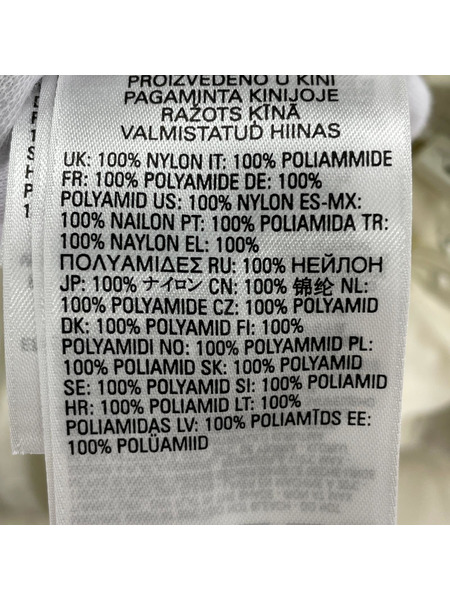 PROIZVEDENO U KINI
PAGAMINTA KINIJOJE
RAŽOTS ĶĪNĀ
VALMISTATUD HIINAS
UK: 100% NYLON IT: 100% POLIAMMIDE
FR: 100% POLYAMIDE DE: 100%
POLYAMID US: 100% NYLON ES-MX:
100% NAILON PT: 100% POLIAMIDA TR:
100% NAYLON EL: 100%
ΠΟΛΥΑΜΙΔΕΣ RU: 100% НЕЙЛОН
JP: 100% ナイロン CN: 100% 锦纶 NL:
100% POLYAMIDE CZ: 100% POLYAMID
DK: 100% POLYAMID FI: 100%
POLYAMIDI NO: 100% POLYAMMID PL:
100% POLIAMID SK: 100% POLYAMID
SE: 100% POLYAMID SI: 100% POLIAMID
HR: 100% POLIAMID LT: 100%
POLIAMIDAS LV: 100% POLIAMĪDS EE:
100% POLÜAMIID